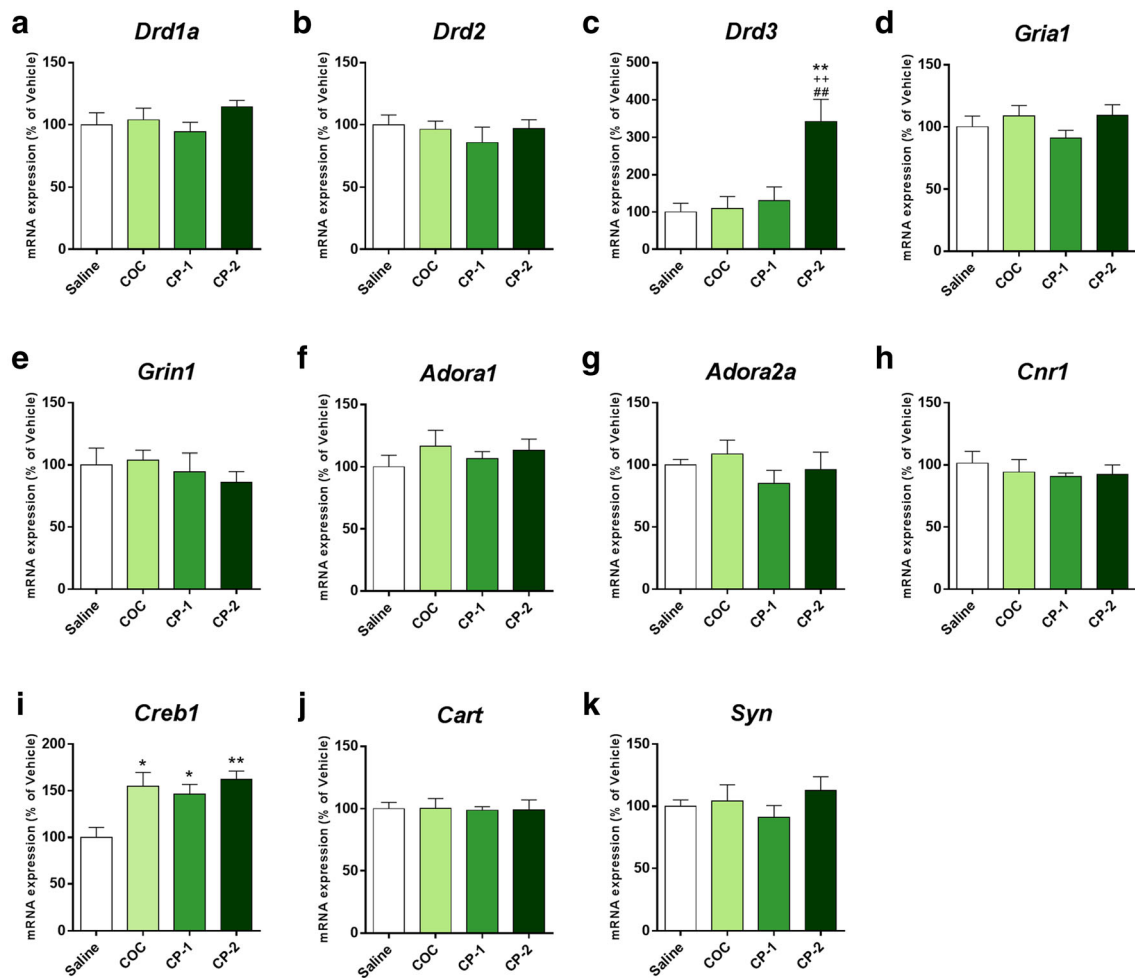 a
Drd1a
mRNA expression (% of Vehicle)
150
100
50
0
Saline
COC
CP-1
CP-2
b
Drd2
mRNA expression (% of Vehicle)
150
100
50
0
Saline
COC
CP-1
CP-2
c
Drd3
mRNA expression (% of Vehicle)
500
400
300
200
100
0
**
++
##
Saline
COC
CP-1
CP-2
d
Gria1
mRNA expression (% of Vehicle)
150
100
50
0
Saline
COC
CP-1
CP-2
e
Grin1
mRNA expression (% of Vehicle)
150
100
50
0
Saline
COC
CP-1
CP-2
f
Adora1
mRNA expression (% of Vehicle)
150
100
50
0
Saline
COC
CP-1
CP-2
g
Adora2a
mRNA expression (% of Vehicle)
150
100
50
0
Saline
COC
CP-1
CP-2
h
Cnr1
mRNA expression (% of Vehicle)
150
100
50
0
Saline
COC
CP-1
CP-2
i
Creb1
mRNA expression (% of Vehicle)
200
150
100
50
0
*
*
**
Saline
COC
CP-1
CP-2
j
Cart
mRNA expression (% of Vehicle)
150
100
50
0
Saline
COC
CP-1
CP-2
k
Syn
mRNA expression (% of Vehicle)
150
100
50
0
Saline
COC
CP-1
CP-2